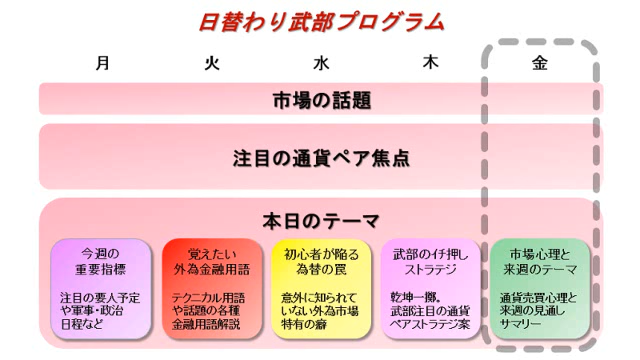 日替わり武部プログラム
月 火 水 木 金
市場の話題
注目の通貨ペア焦点
本日のテーマ
今週の
重要指標
注目の要人予定
や軍事・政治
日程など
覚えたい
外為金融用語
テクニカル用語
や話題の各種
金融用語解説
初心者が陥る
為替の罠
意外に知られて
いない外為市場
特有の癖
武部のイチ押し
ストラテジ
乾坤一擲。
武部注目の通貨
ペアストラテジ案
市場心理と
来週のテーマ
通貨売買心理と
来週の見通し
サマリー